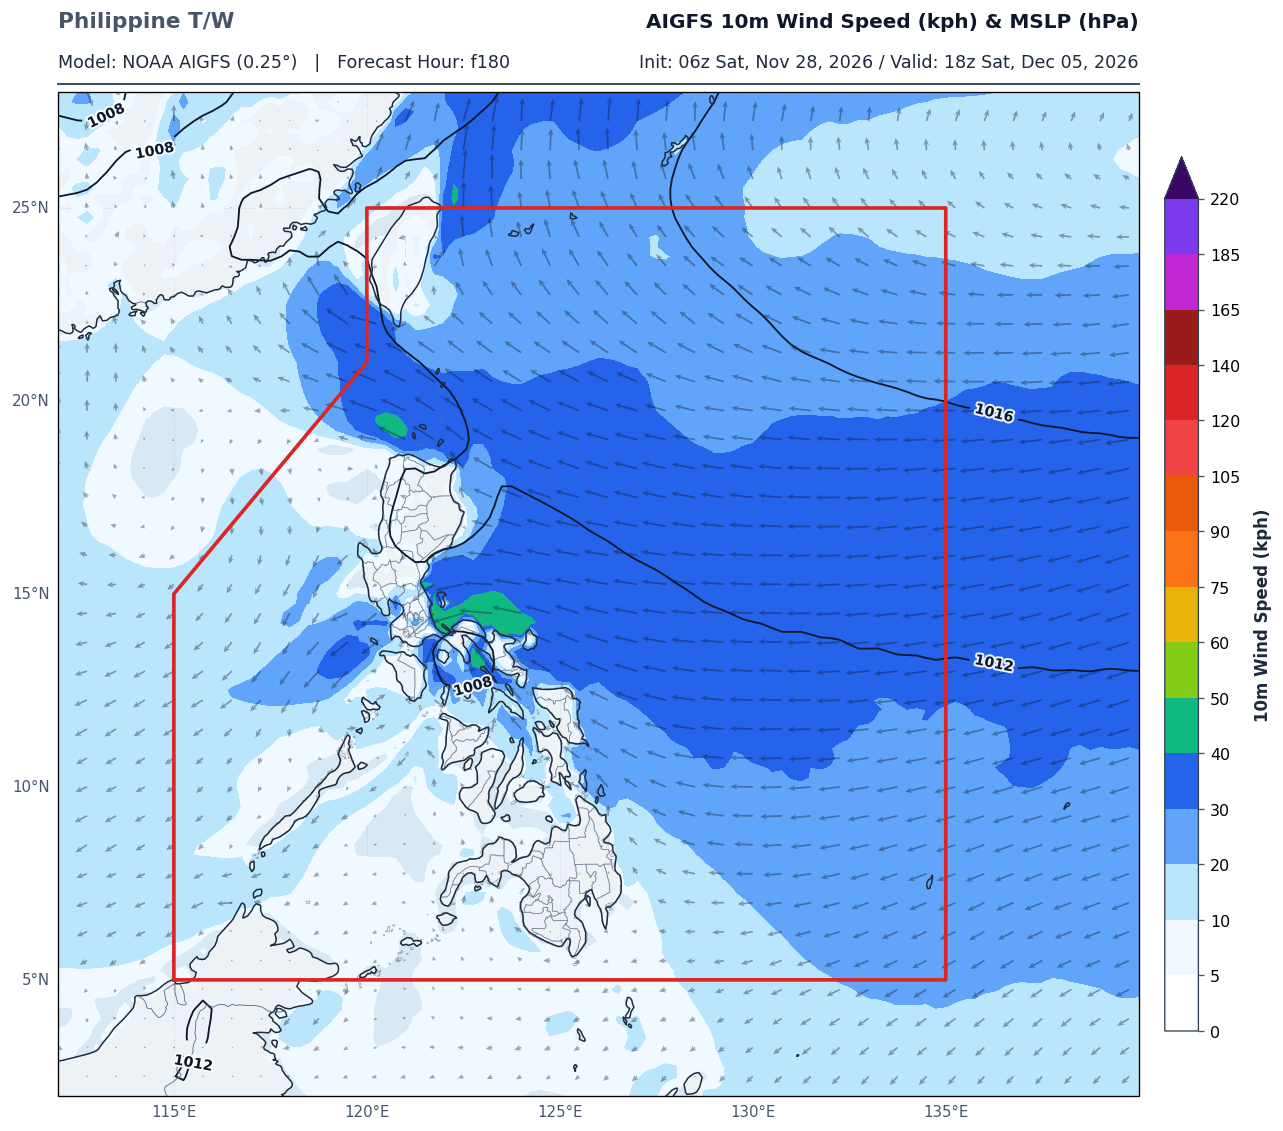 Philippine T/W
AIGFS 10m Wind Speed (kph) & MSLP (hPa)
Model: NOAA AIGFS (0.25°) | Forecast Hour: f180
Init: 06z Sat, Nov 28, 2026 / Valid: 18z Sat, Dec 05, 2026
1008
1008
1016
1012
1008
1012
25°N
20°N
15°N
10°N
5°N
115°E
120°E
125°E
130°E
135°E
220
185
165
140
120
105
90
75
60
50
40
30
20
10
5
0
10m Wind Speed (kph)